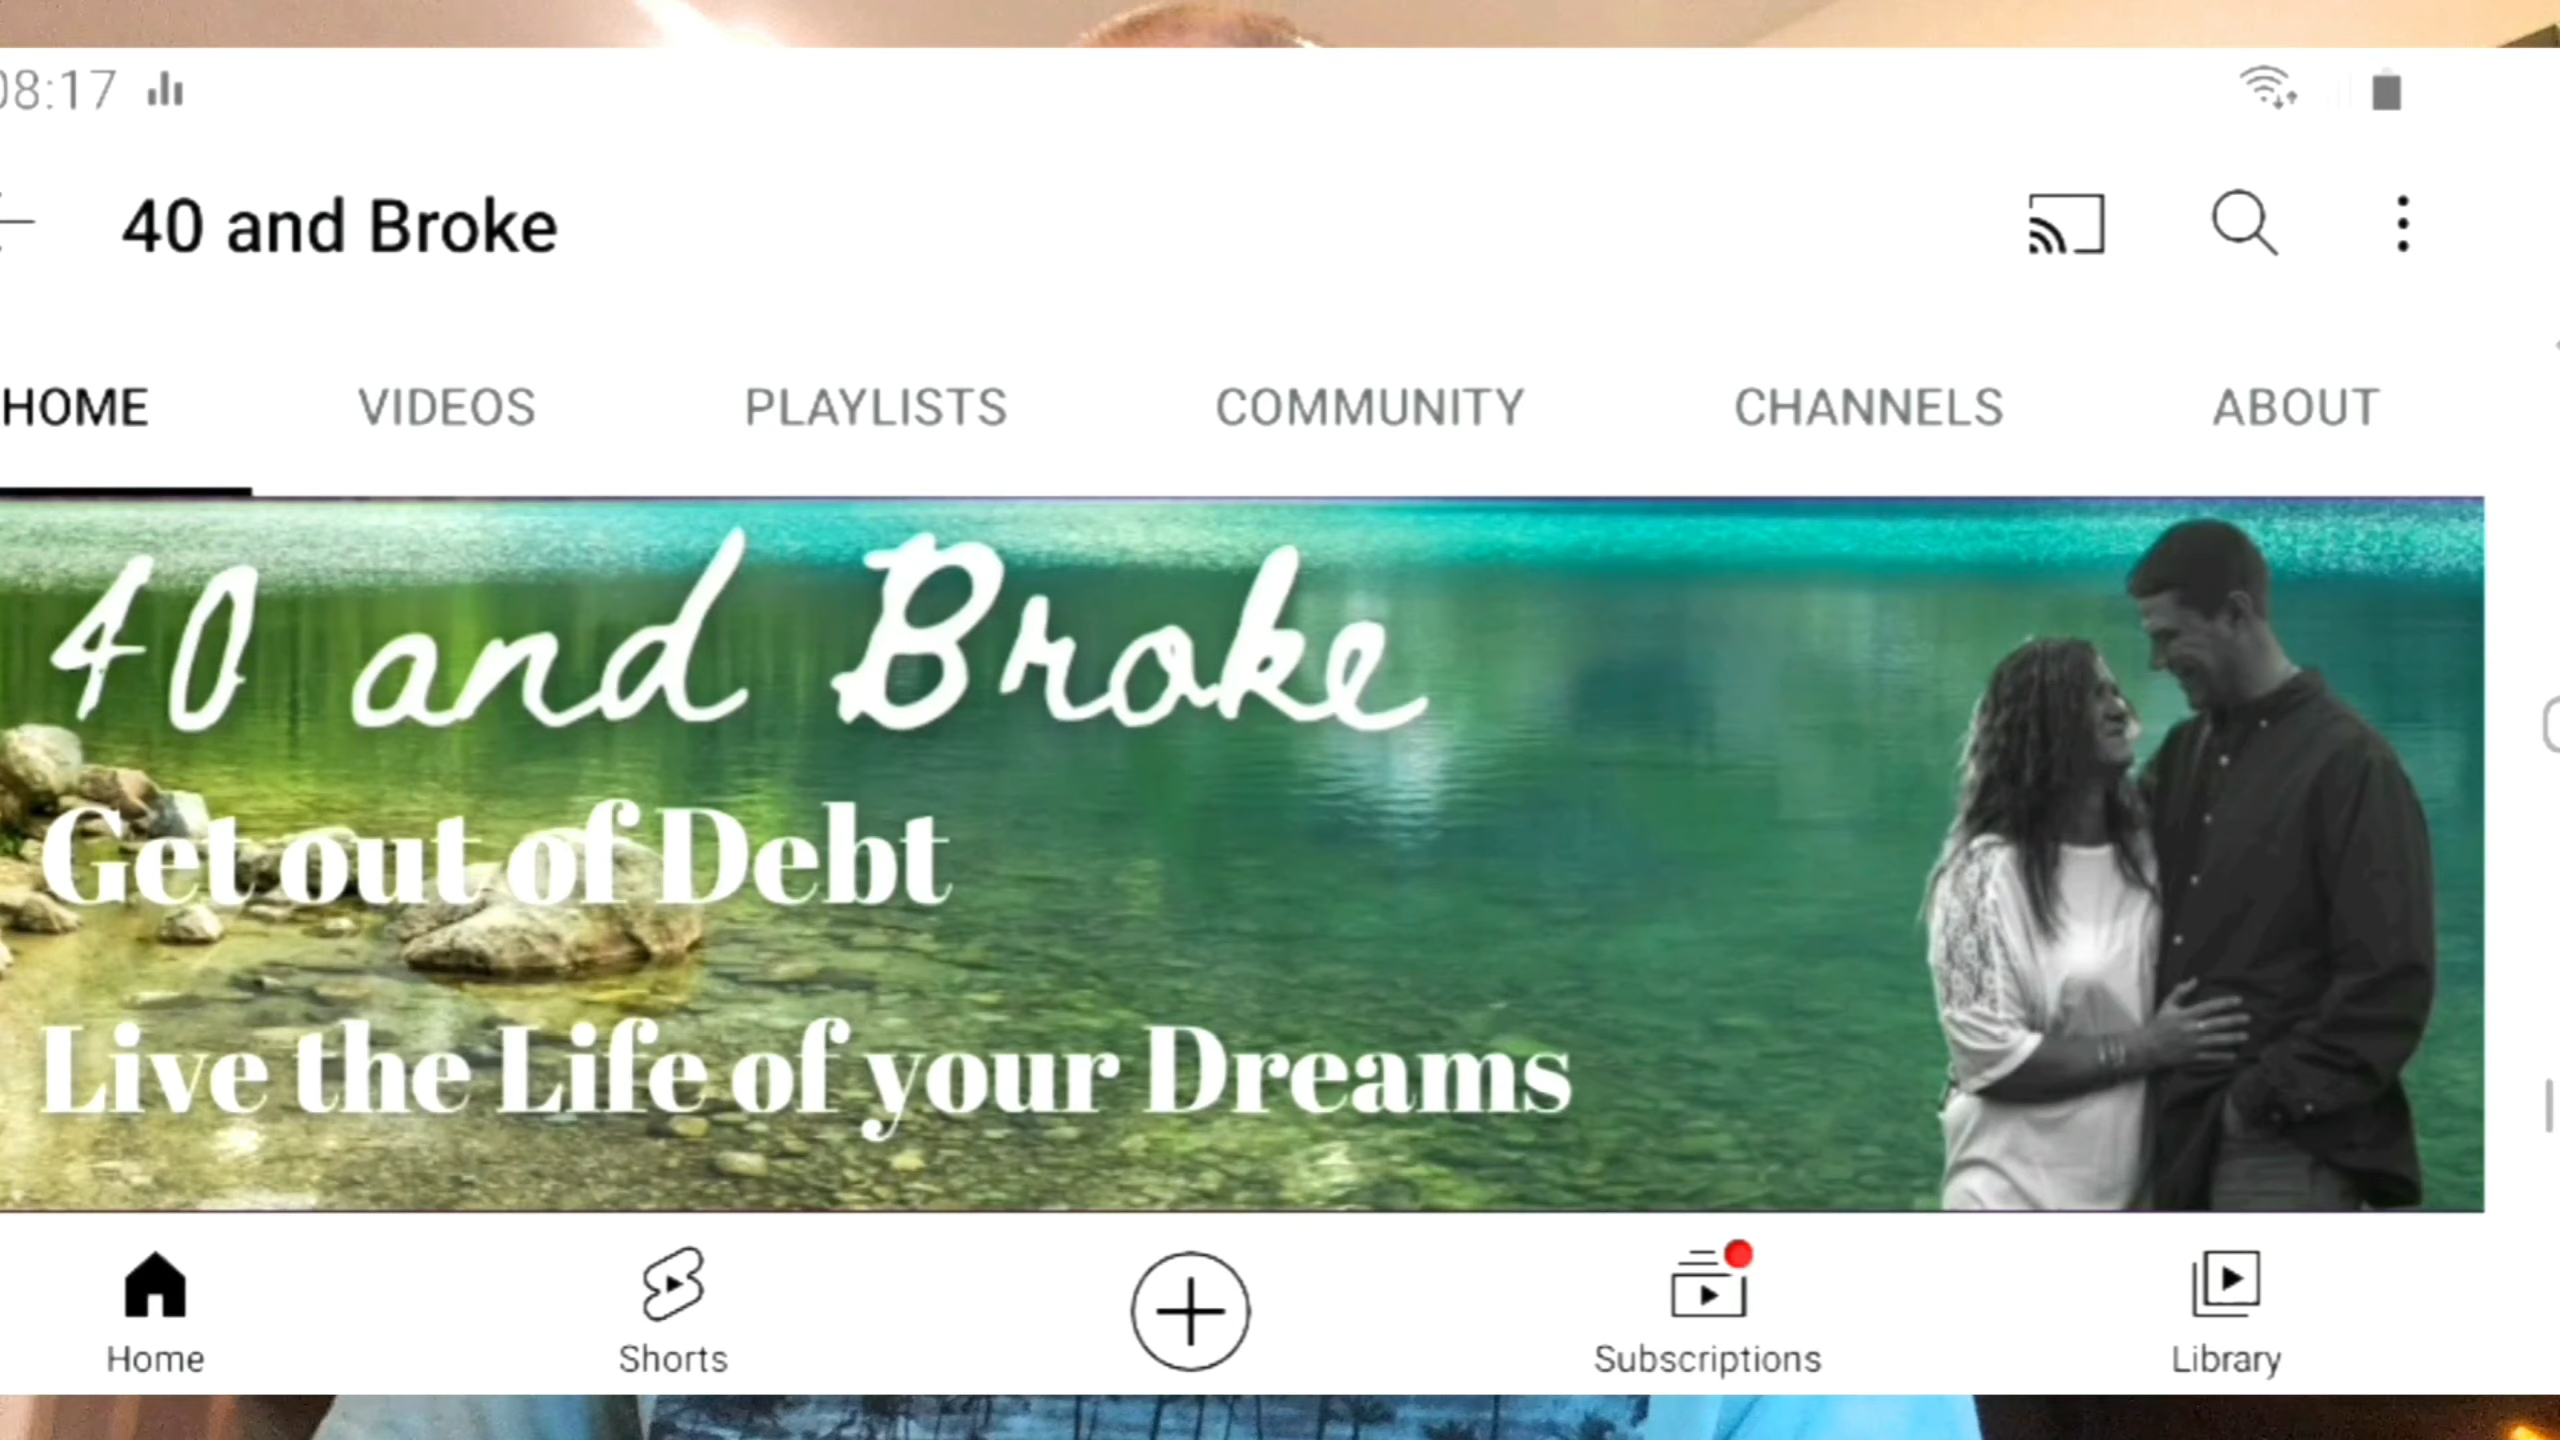 08:17
40 and Broke
HOME VIDEOS PLAYLISTS COMMUNITY CHANNELS ABOUT
40 and Broke
Get out of Debt
Live the Life of your Dreams
Home Shorts Subscriptions Library